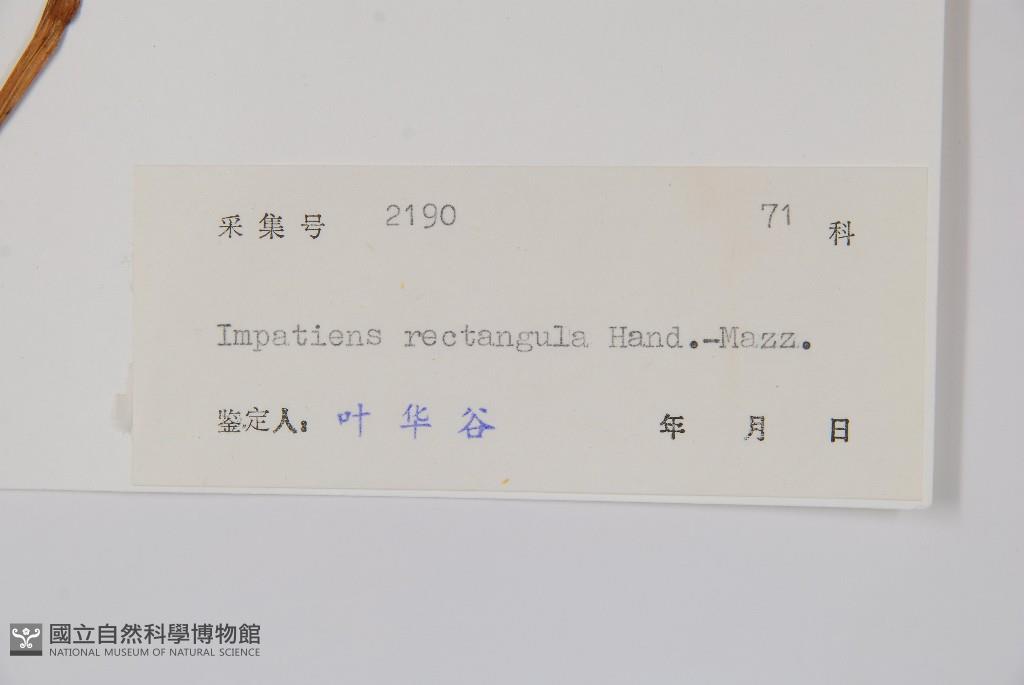 采集号 2190 71 科
Impatiens rectangula Hand.-Mazz.
鉴定人: 叶华谷 年 月 日
國立自然科學博物館
NATIONAL MUSEUM OF NATURAL SCIENCE